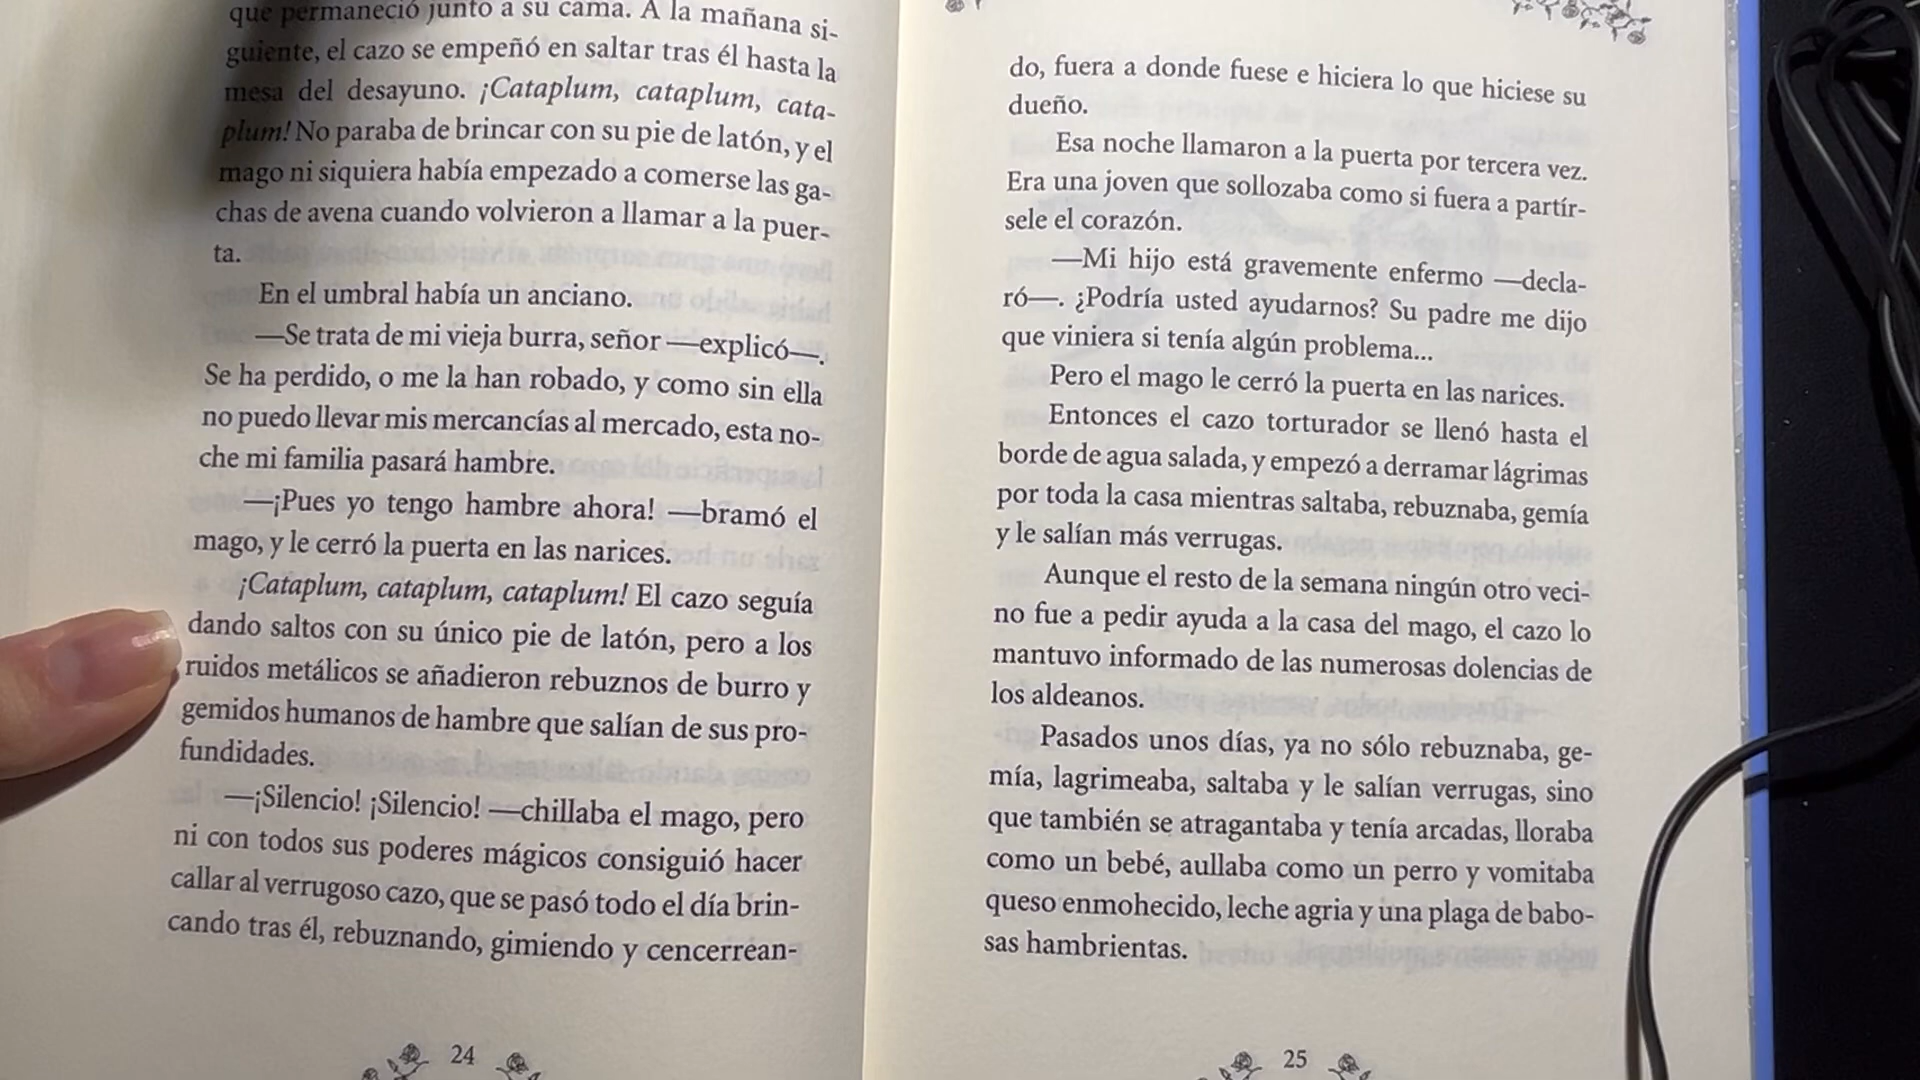 que permaneció junto a su cama. A la mañana si-
guiente, el cazo se empeñó en saltar tras él hasta la
mesa del desayuno. ¡Cataplum, cataplum, cata-
plum! No paraba de brincar con su pie de latón, y el
mago ni siquiera había empezado a comerse las ga-
chas de avena cuando volvieron a llamar a la puer-
ta.
En el umbral había un anciano.
—Se trata de mi vieja burra, señor —explicó—.
Se ha perdido, o me la han robado, y como sin ella
no puedo llevar mis mercancías al mercado, esta no-
che mi familia pasará hambre.
—¡Pues yo tengo hambre ahora! —bramó el
mago, y le cerró la puerta en las narices.
¡Cataplum, cataplum, cataplum! El cazo seguía
dando saltos con su único pie de latón, pero a los
ruidos metálicos se añadieron rebuznos de burro y
gemidos humanos de hambre que salían de sus pro-
fundidades.
—¡Silencio! ¡Silencio! —chillaba el mago, pero
ni con todos sus poderes mágicos consiguió hacer
callar al verrugoso cazo, que se pasó todo el día brin-
cando tras él, rebuznando, gimiendo y cencerrean-
24
do, fuera a donde fuese e hiciera lo que hiciese su
dueño.
Esa noche llamaron a la puerta por tercera vez.
Era una joven que sollozaba como si fuera a partír-
sele el corazón.
—Mi hijo está gravemente enfermo —decla-
ró—. ¿Podría usted ayudarnos? Su padre me dijo
que viniera si tenía algún problema...
Pero el mago le cerró la puerta en las narices.
Entonces el cazo torturador se llenó hasta el
borde de agua salada, y empezó a derramar lágrimas
por toda la casa mientras saltaba, rebuznaba, gemía
y le salían más verrugas.
Aunque el resto de la semana ningún otro veci-
no fue a pedir ayuda a la casa del mago, el cazo lo
mantuvo informado de las numerosas dolencias de
los aldeanos.
Pasados unos días, ya no sólo rebuznaba, ge-
mía, lagrimeaba, saltaba y le salían verrugas, sino
que también se atragantaba y tenía arcadas, lloraba
como un bebé, aullaba como un perro y vomitaba
queso enmohecido, leche agria y una plaga de babo-
sas hambrientas.
25